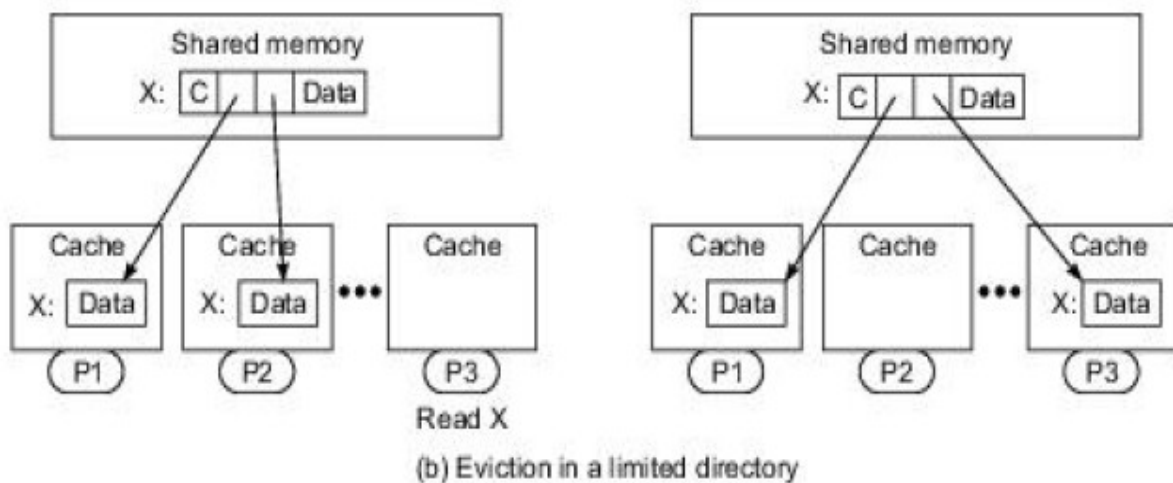 Shared memory
X: C Data
Cache Cache Cache
X: Data X: Data
P1 P2 P3
Read X
Shared memory
X: C Data
Cache Cache Cache
X: Data X: Data
P1 P2 P3
(b) Eviction in a limited directory